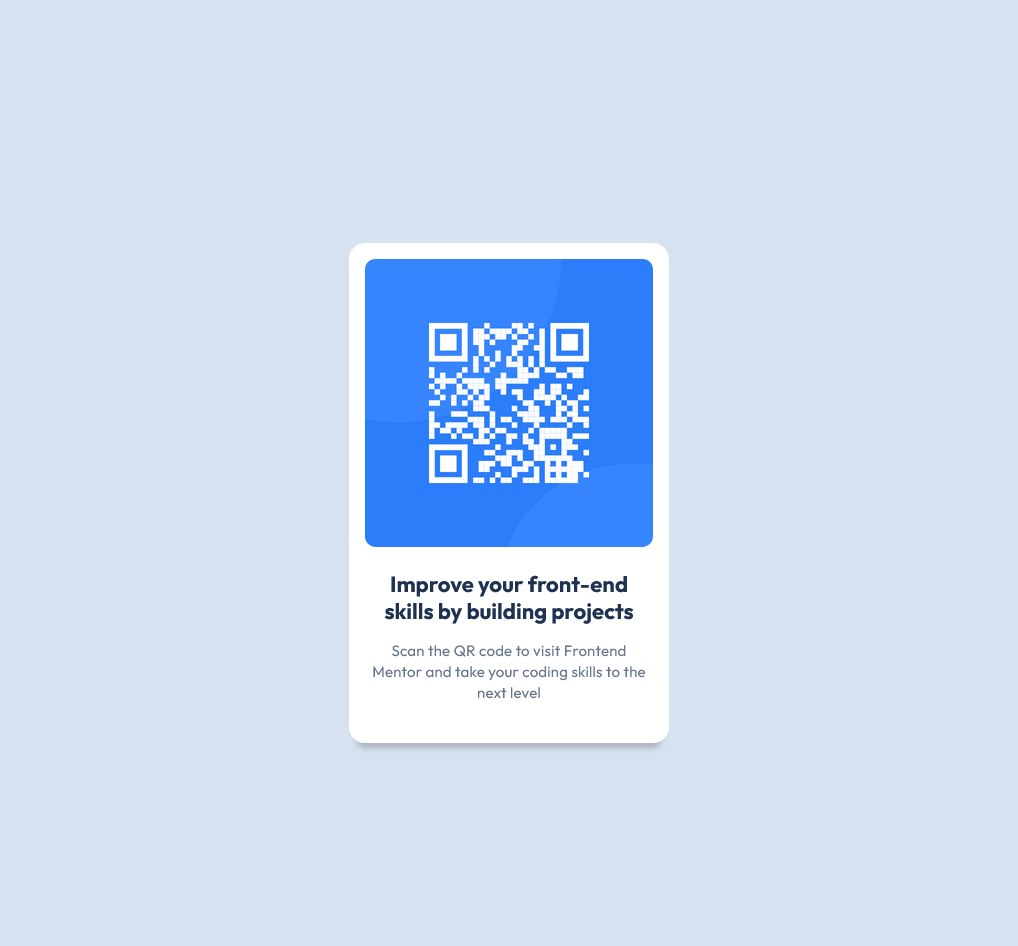 Improve your front-end
skills by building projects
Scan the QR code to visit Frontend
Mentor and take your coding skills to the
next level